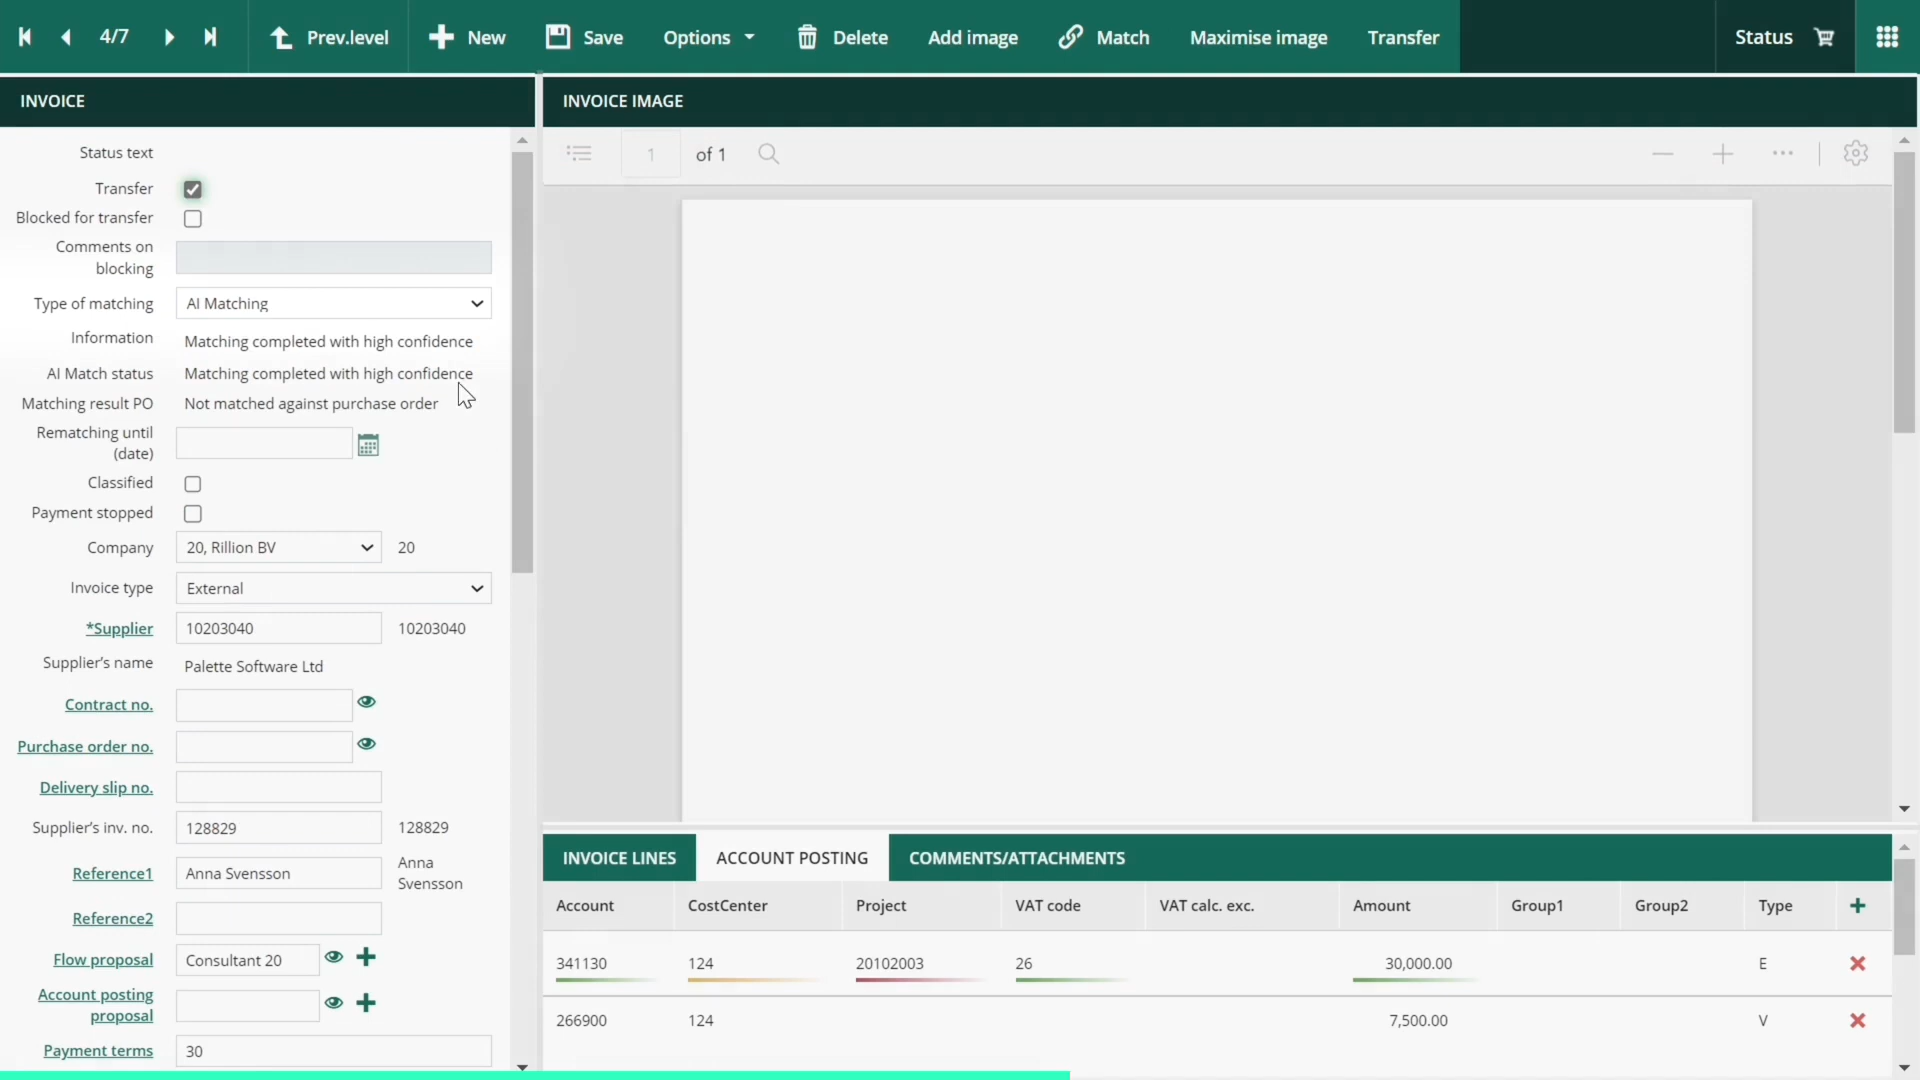 4/7 Prev.level New Save Options Delete Add image Match Maximise image Transfer Status
INVOICE
Status text
Transfer
Blocked for transfer
Comments on
blocking
Type of matching AI Matching
Information Matching completed with high confidence
AI Match status Matching completed with high confidence
Matching result PO Not matched against purchase order
Rematching until
(date)
Classified
Payment stopped
Company 20, Rillion BV 20
Invoice type External
*Supplier 10203040 10203040
Supplier's name Palette Software Ltd
Contract no.
Purchase order no.
Delivery slip no.
Supplier's inv. no. 128829 128829
Reference1 Anna Svensson Anna
Svensson
Reference2
Flow proposal Consultant 20
Account posting
proposal
Payment terms 30
INVOICE IMAGE
1 of 1
INVOICE LINES ACCOUNT POSTING COMMENTS/ATTACHMENTS
Account CostCenter Project VAT code VAT calc. exc. Amount Group1 Group2 Type
341130 124 20102003 26 30,000.00 E
266900 124 7,500.00 V